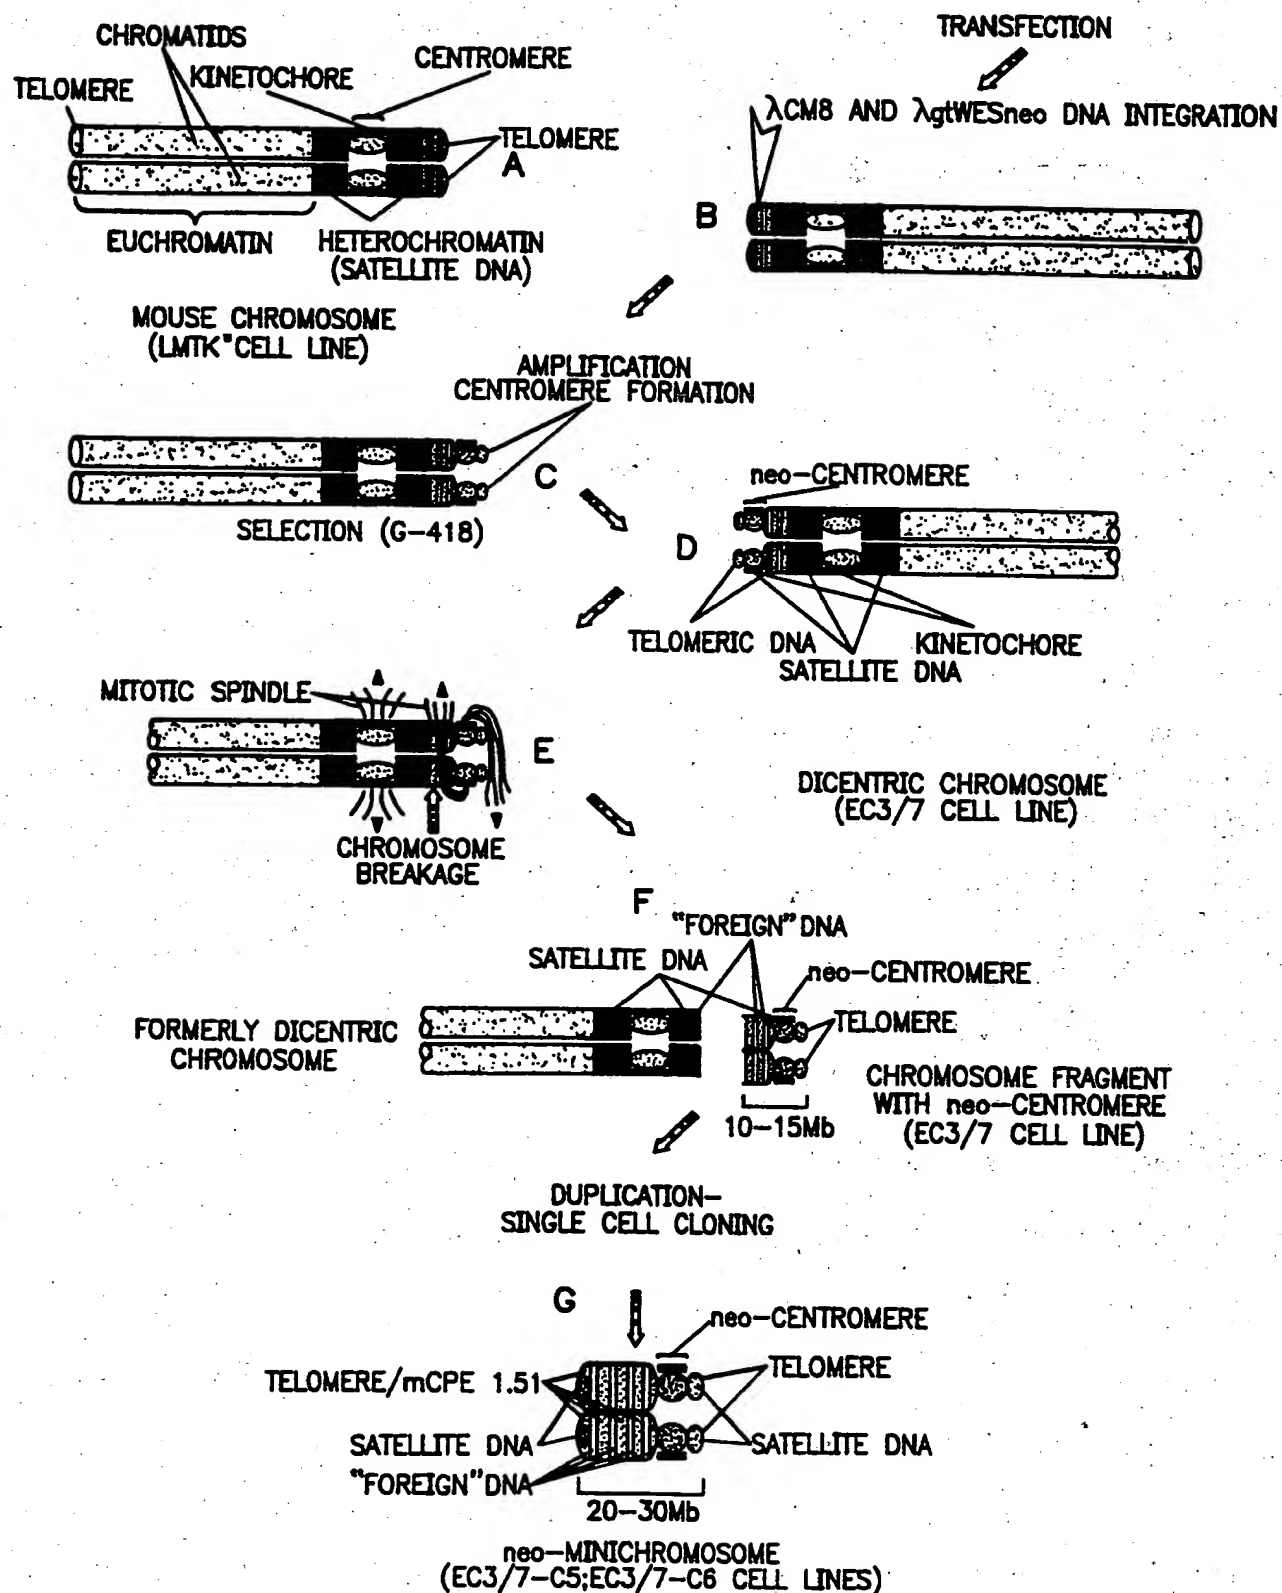 CHROMATIDS
KINETOCHORE
CENTROMERE
TELOMERE
TELOMERE
A
EUCHROMATIN
HETEROCHROMATIN
(SATELLITE DNA)
MOUSE CHROMOSOME
(LMTK⁻ CELL LINE)
TRANSFECTION
λCM8 AND λgtWESneo DNA INTEGRATION
B
AMPLIFICATION
CENTROMERE FORMATION
C
SELECTION (G-418)
neo-CENTROMERE
D
TELOMERIC DNA
KINETOCHORE
SATELLITE DNA
MITOTIC SPINDLE
E
CHROMOSOME
BREAKAGE
DICENTRIC CHROMOSOME
(EC3/7 CELL LINE)
F
"FOREIGN" DNA
SATELLITE DNA
neo-CENTROMERE
FORMERLY DICENTRIC
CHROMOSOME
TELOMERE
CHROMOSOME FRAGMENT
WITH neo-CENTROMERE
(EC3/7 CELL LINE)
10-15Mb
DUPLICATION-
SINGLE CELL CLONING
G
neo-CENTROMERE
TELOMERE/mCPE 1.51
TELOMERE
SATELLITE DNA
SATELLITE DNA
"FOREIGN" DNA
20-30Mb
neo-MINICHROMOSOME
(EC3/7-C5;EC3/7-C6 CELL LINES)